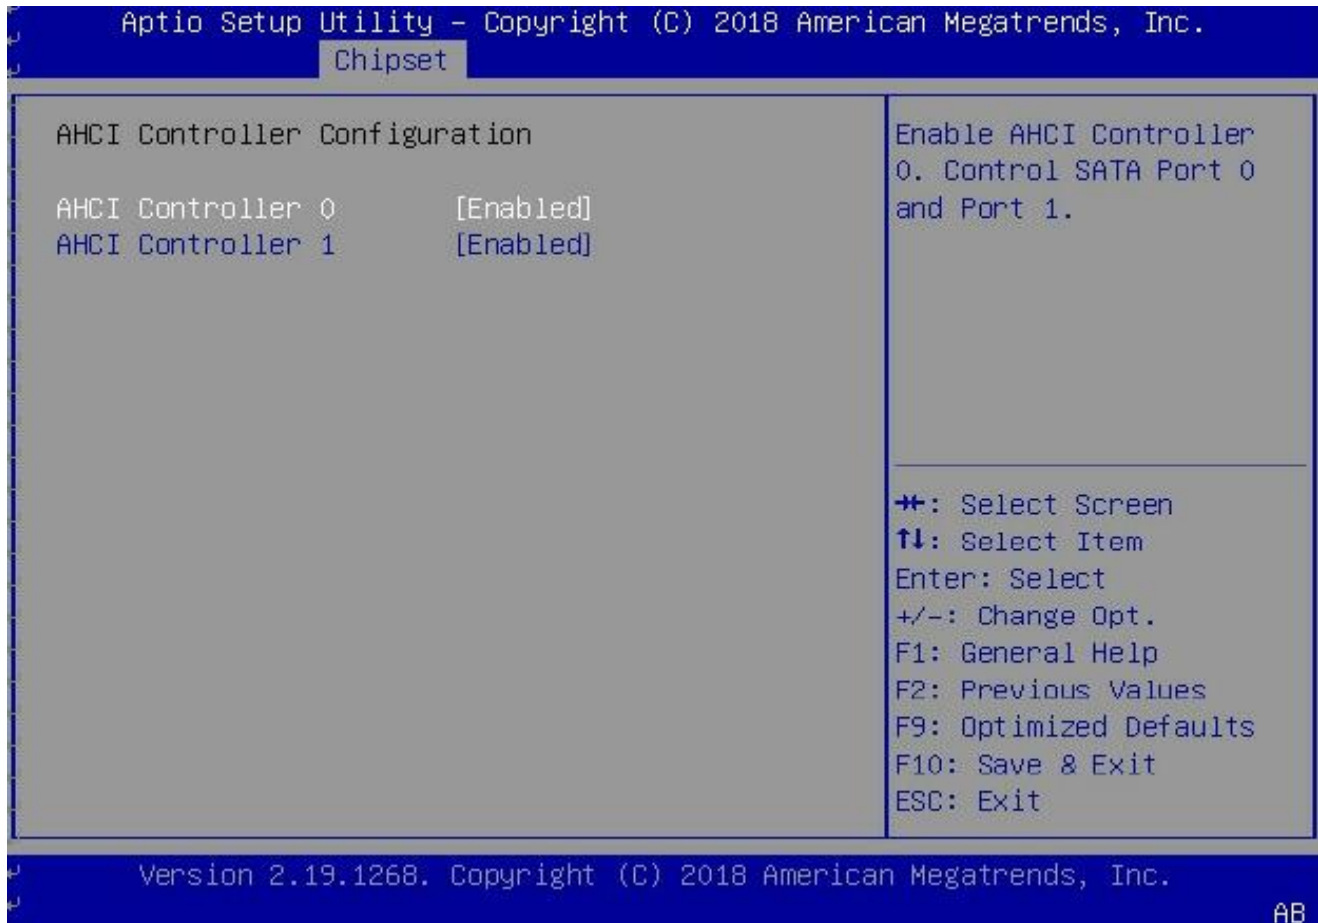 Aptio Setup Utility – Copyright (C) 2018 American Megatrends, Inc.
Chipset
AHCI Controller Configuration
AHCI Controller 0 [Enabled]
AHCI Controller 1 [Enabled]
Enable AHCI Controller
0. Control SATA Port 0
and Port 1.
→←: Select Screen
↑↓: Select Item
Enter: Select
+/-: Change Opt.
F1: General Help
F2: Previous Values
F9: Optimized Defaults
F10: Save & Exit
ESC: Exit
Version 2.19.1268. Copyright (C) 2018 American Megatrends, Inc.
AB